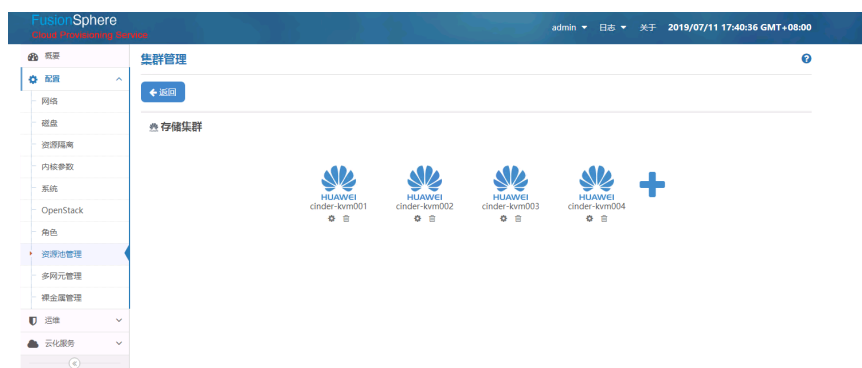 FusionSphere
Cloud Provisioning Service
admin 日志 关于 2019/07/11 17:40:36 GMT+08:00
概要
配置
网络
磁盘
资源隔离
内核参数
系统
OpenStack
角色
资源池管理
多网元管理
裸金属管理
运维
云化服务
集群管理
返回
存储集群
HUAWEI HUAWEI HUAWEI HUAWEI
cinder-kvm001 cinder-kvm002 cinder-kvm003 cinder-kvm004